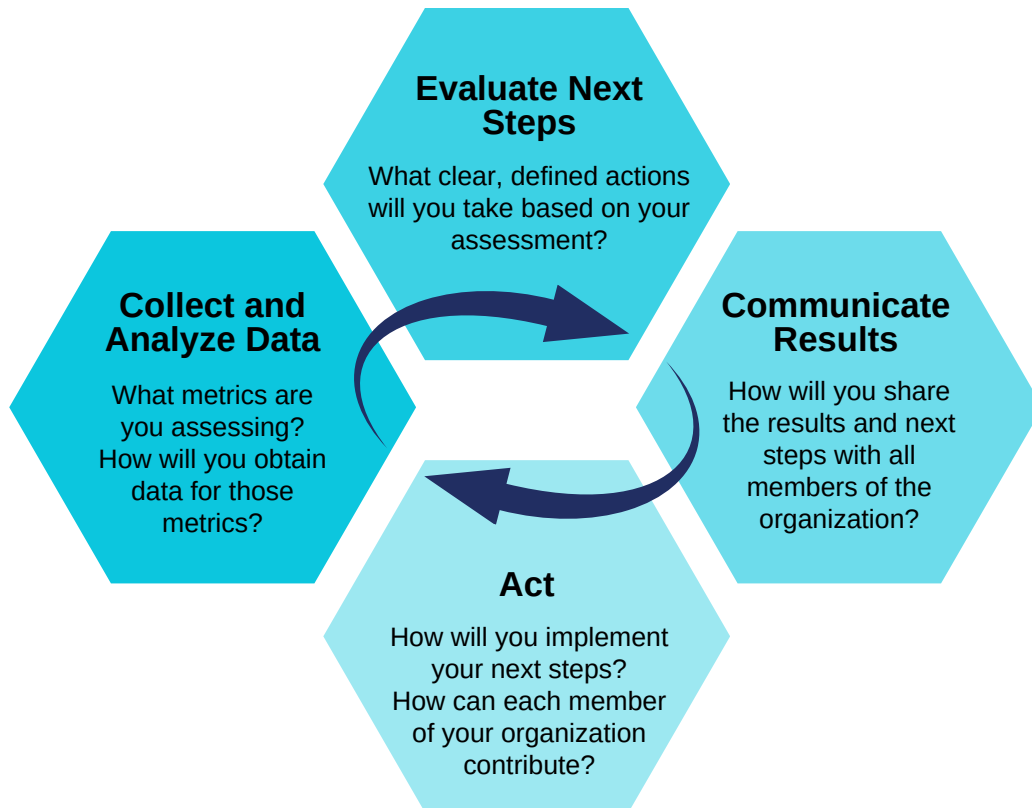 Evaluate Next
Steps
What clear, defined actions
will you take based on your
assessment?
Collect and
Analyze Data
What metrics are
you assessing?
How will you obtain
data for those
metrics?
Communicate
Results
How will you share
the results and next
steps with all
members of the
organization?
Act
How will you implement
your next steps?
How can each member
of your organization
contribute?